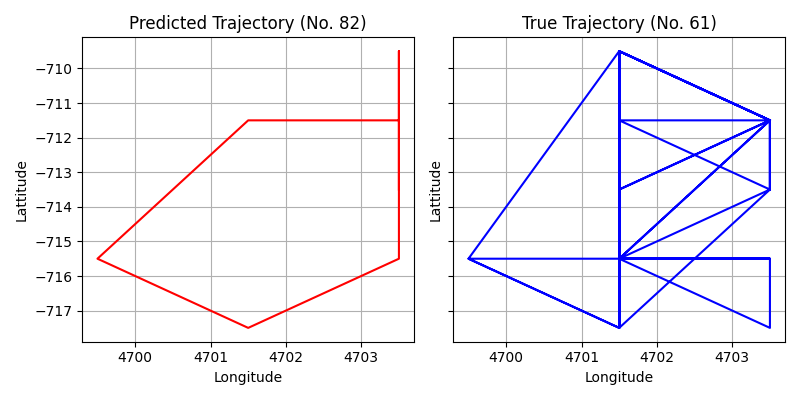 Predicted Trajectory (No. 82)
True Trajectory (No. 61)
Lattitude
−710
−711
−712
−713
−714
−715
−716
−717
4700
4701
4702
4703
Longitude
Lattitude
4700
4701
4702
4703
Longitude